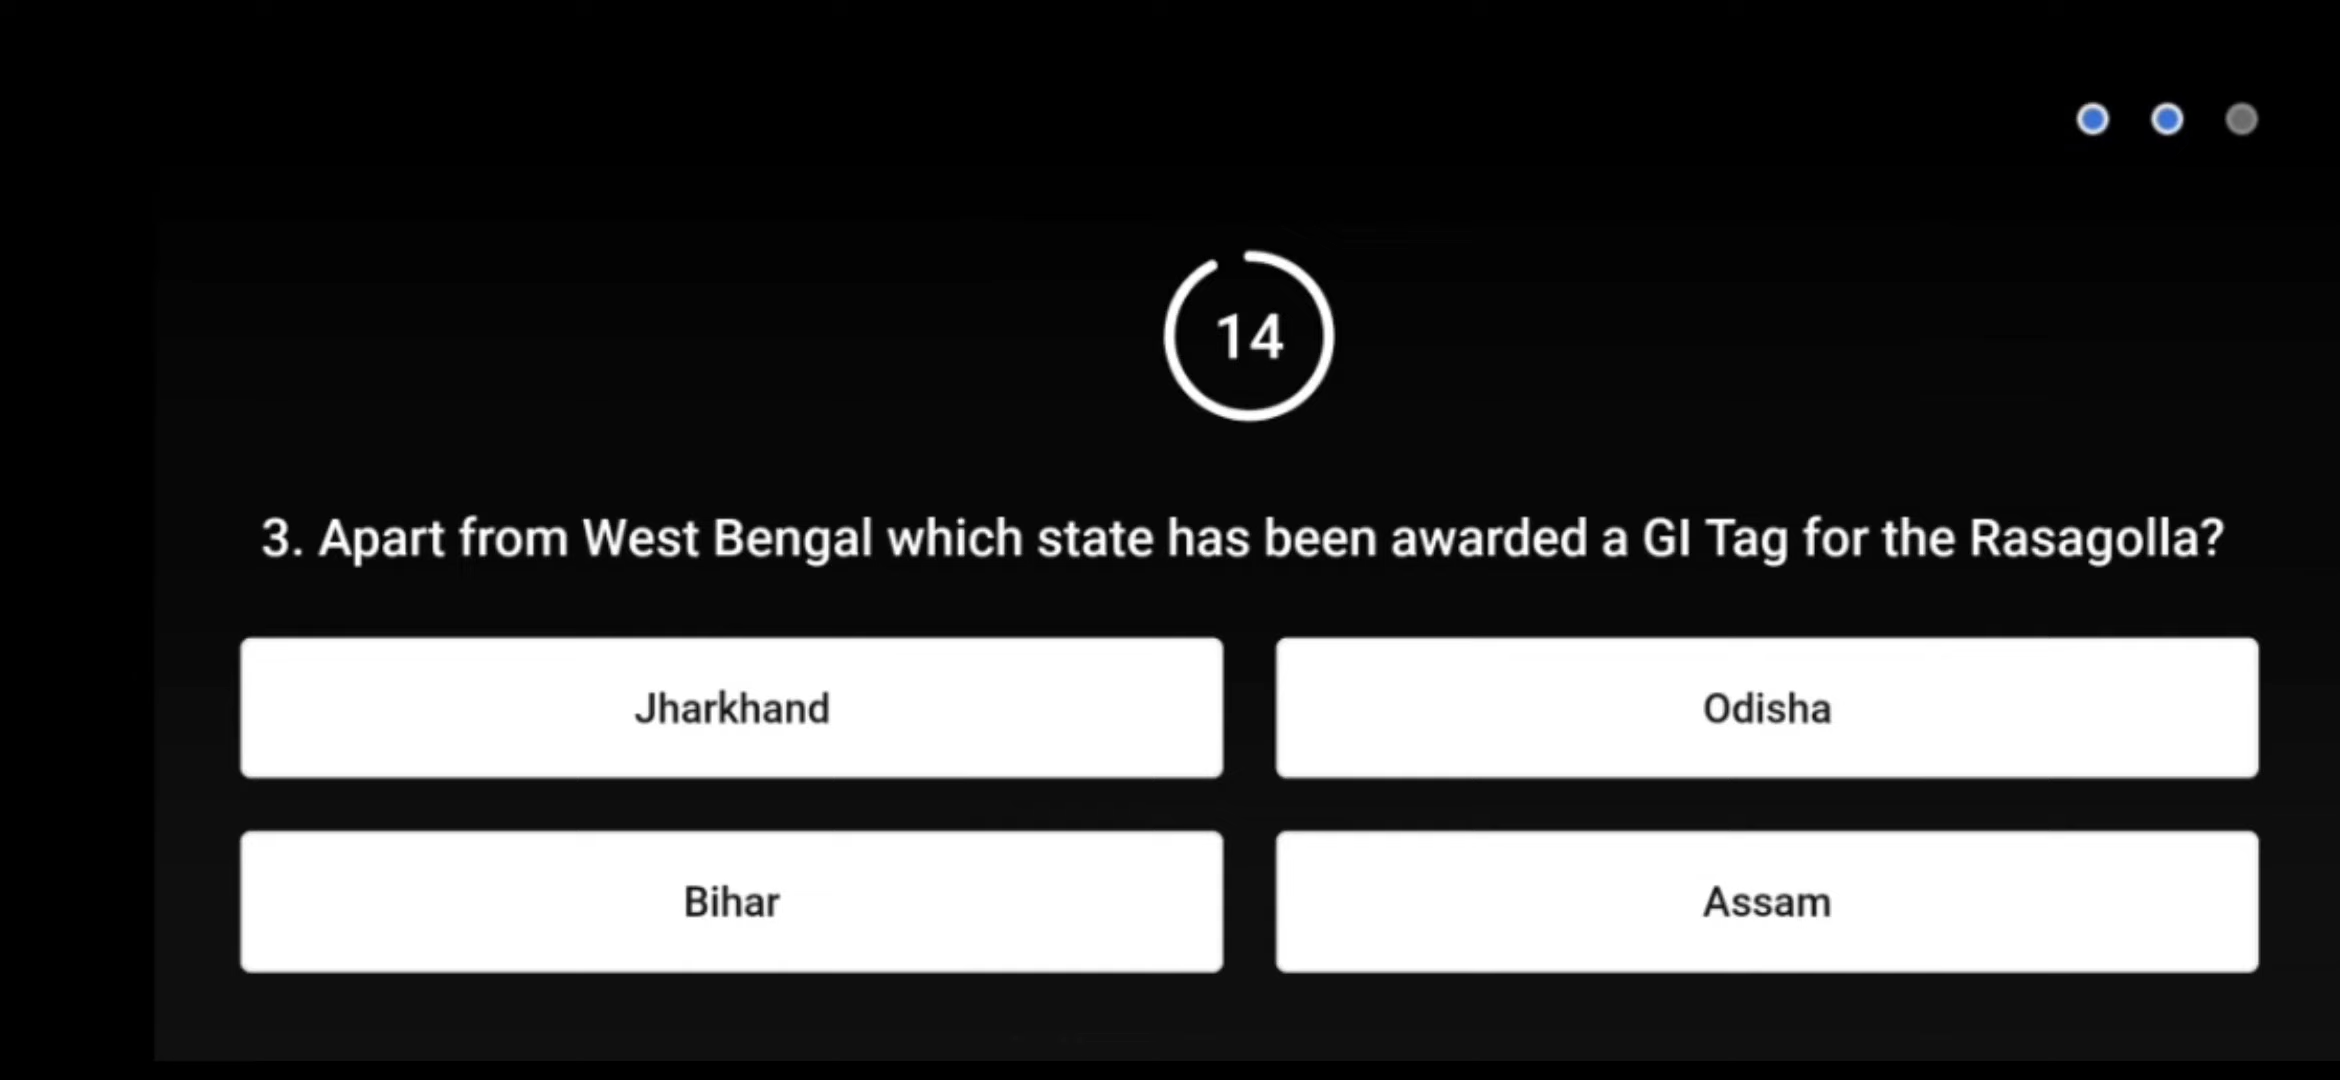 14
3. Apart from West Bengal which state has been awarded a GI Tag for the Rasagolla?
Jharkhand
Odisha
Bihar
Assam